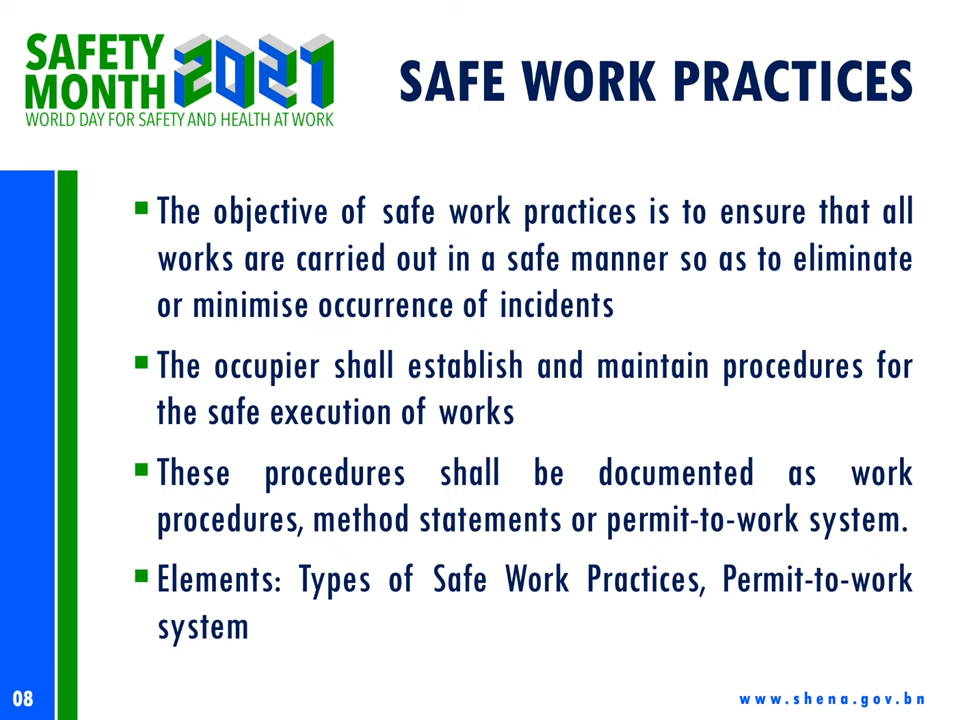 SAFETY
MONTH 2021
WORLD DAY FOR SAFETY AND HEALTH AT WORK
SAFE WORK PRACTICES
The objective of safe work practices is to ensure that all
works are carried out in a safe manner so as to eliminate
or minimise occurrence of incidents
The occupier shall establish and maintain procedures for
the safe execution of works
These procedures shall be documented as work
procedures, method statements or permit-to-work system.
Elements: Types of Safe Work Practices, Permit-to-work
system
08
www.shena.gov.bn